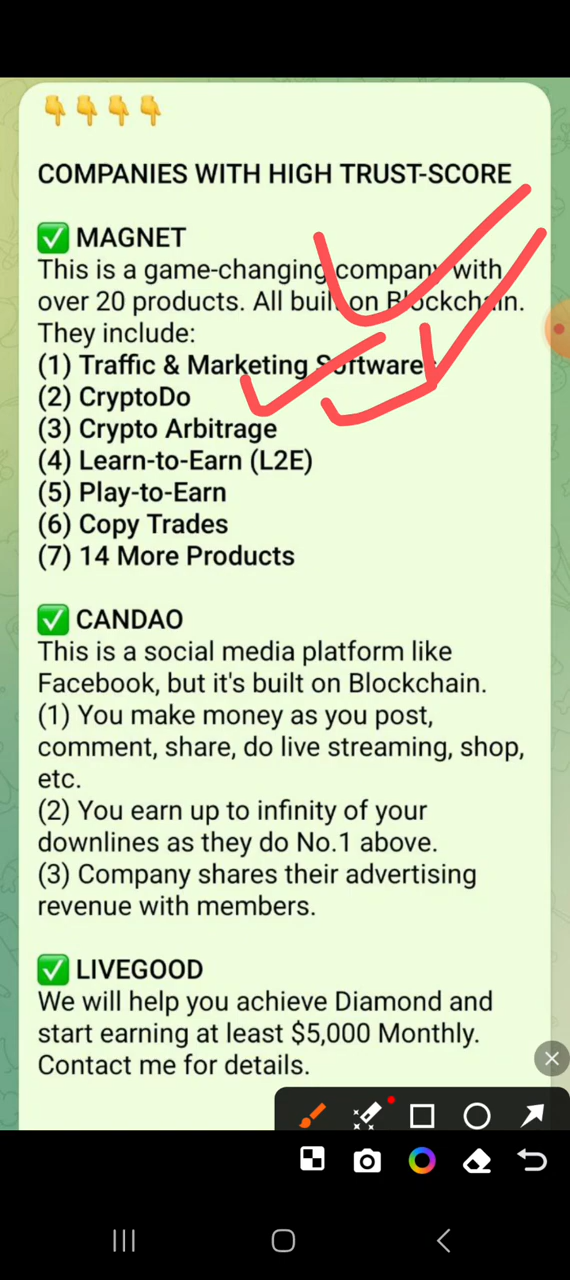 COMPANIES WITH HIGH TRUST-SCORE
MAGNET
This is a game-changing company with
over 20 products. All built on Blockchain.
They include:
(1) Traffic & Marketing Softwares
(2) CryptoDo
(3) Crypto Arbitrage
(4) Learn-to-Earn (L2E)
(5) Play-to-Earn
(6) Copy Trades
(7) 14 More Products
CANDAO
This is a social media platform like
Facebook, but it's built on Blockchain.
(1) You make money as you post,
comment, share, do live streaming, shop,
etc.
(2) You earn up to infinity of your
downlines as they do No.1 above.
(3) Company shares their advertising
revenue with members.
LIVEGOOD
We will help you achieve Diamond and
start earning at least $5,000 Monthly.
Contact me for details.